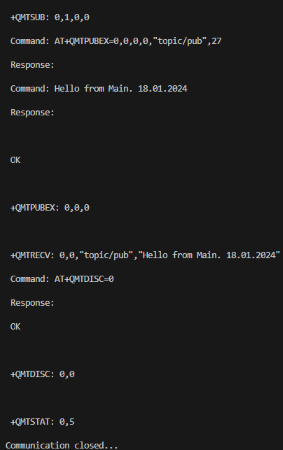 +QMTSUB: 0,1,0,0
Command: AT+QMTPUBEX=0,0,0,0,"topic/pub",27
Response:
Command: Hello from Main. 18.01.2024
Response:
OK
+QMTPUBEX: 0,0,0
+QMTRECV: 0,0,"topic/pub","Hello from Main. 18.01.2024"
Command: AT+QMTDISC=0
Response:
OK
+QMTDISC: 0,0
+QMTSTAT: 0,5
Communication closed...